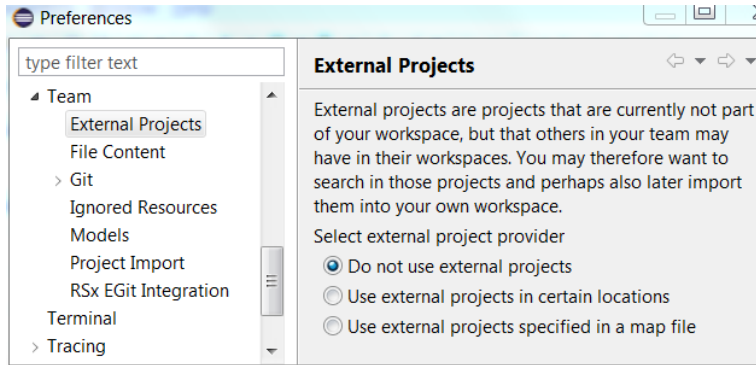 Preferences
type filter text
Team
External Projects
File Content
Git
Ignored Resources
Models
Project Import
RSx EGit Integration
Terminal
Tracing
External Projects
External projects are projects that are currently not part
of your workspace, but that others in your team may
have in their workspaces. You may therefore want to
search in those projects and perhaps also later import
them into your own workspace.
Select external project provider
Do not use external projects
Use external projects in certain locations
Use external projects specified in a map file